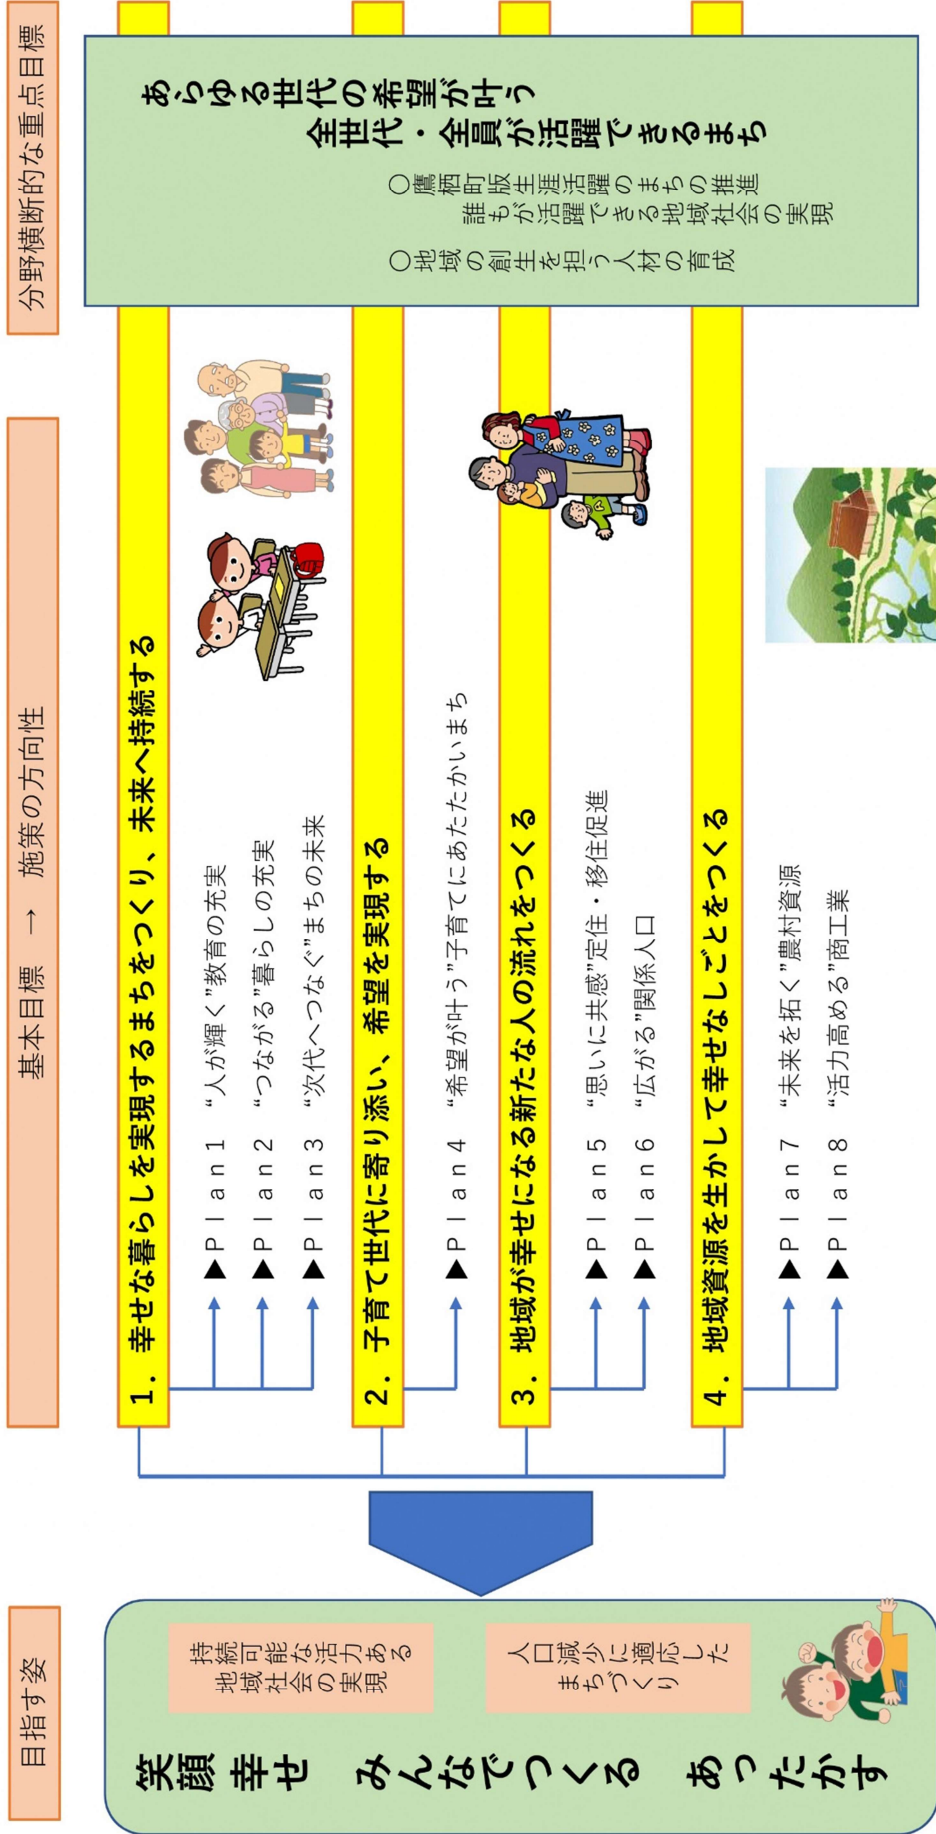 目指す姿
笑顔 幸せ　みんなでつくる　あったかす
持続可能な活力ある
地域社会の実現
人口減少に適応した
まちづくり
基本目標　→　施策の方向性
1. 幸せな暮らしを実現するまちをつくり、未来へ持続する
▶Plan1　“人が輝く”教育の充実
▶Plan2　“つながる”暮らしの充実
▶Plan3　“次代へつなぐ”まちの未来
2. 子育て世代に寄り添い、希望を実現する
▶Plan4　“希望が叶う”子育てにあたたかいまち
3. 地域が幸せになる新たな人の流れをつくる
▶Plan5　“思いに共感”定住・移住促進
▶Plan6　“広がる”関係人口
4. 地域資源を生かして幸せなしごとをつくる
▶Plan7　“未来を拓く”農村資源
▶Plan8　“活力高める”商工業
分野横断的な重点目標
あらゆる世代の希望が叶う
全世代・全員が活躍できるまち
〇鷹栖町版生涯活躍のまちの推進
誰もが活躍できる地域社会の実現
〇地域の創生を担う人材の育成